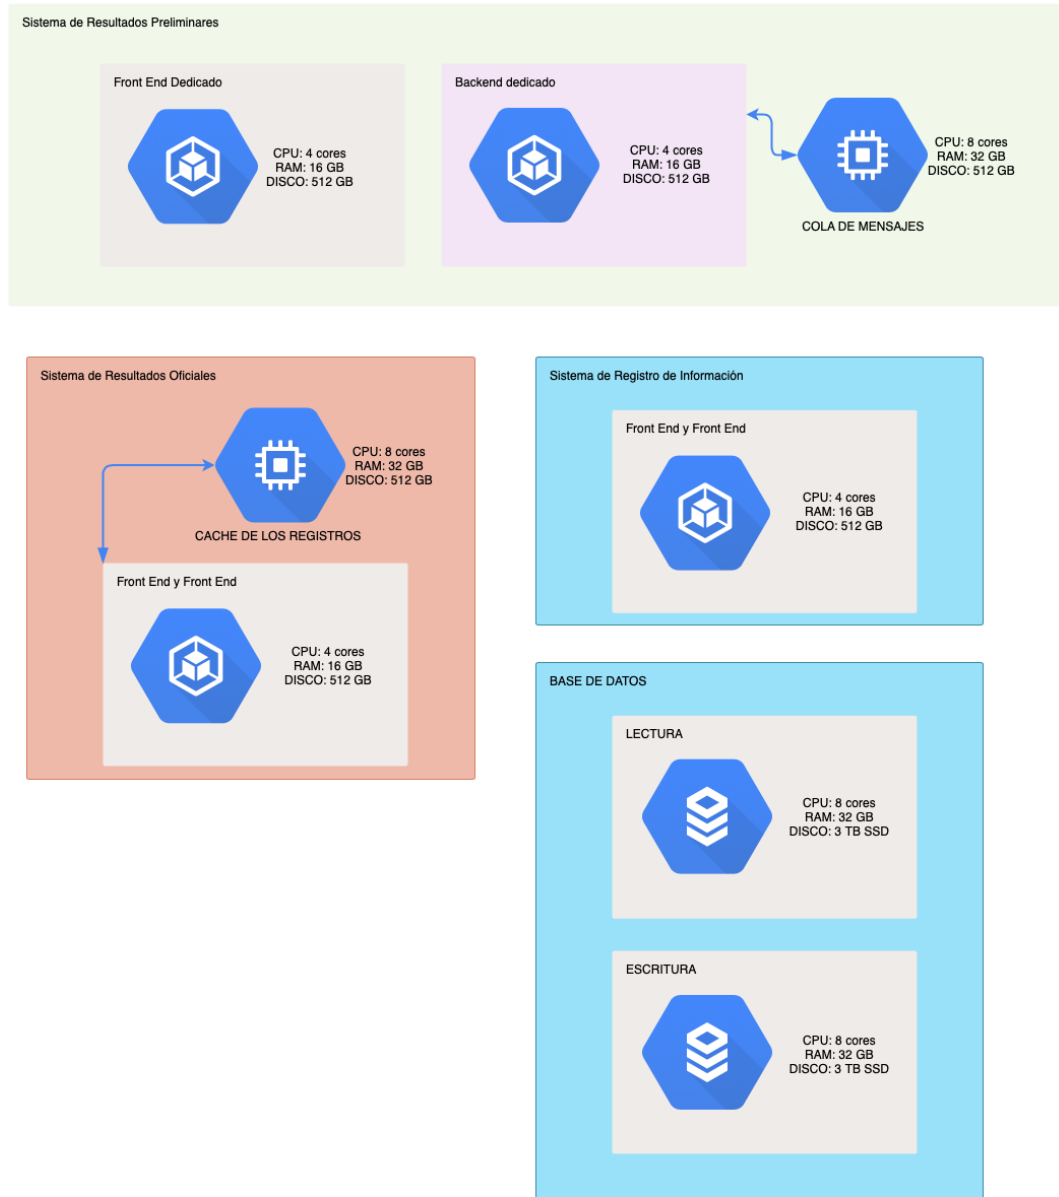 Sistema de Resultados Preliminares
Front End Dedicado
CPU: 4 cores
RAM: 16 GB
DISCO: 512 GB
Backend dedicado
CPU: 4 cores
RAM: 16 GB
DISCO: 512 GB
CPU: 8 cores
RAM: 32 GB
DISCO: 512 GB
COLA DE MENSAJES
Sistema de Resultados Oficiales
CPU: 8 cores
RAM: 32 GB
DISCO: 512 GB
CACHE DE LOS REGISTROS
Front End y Front End
CPU: 4 cores
RAM: 16 GB
DISCO: 512 GB
Sistema de Registro de Información
Front End y Front End
CPU: 4 cores
RAM: 16 GB
DISCO: 512 GB
BASE DE DATOS
LECTURA
CPU: 8 cores
RAM: 32 GB
DISCO: 3 TB SSD
ESCRITURA
CPU: 8 cores
RAM: 32 GB
DISCO: 3 TB SSD